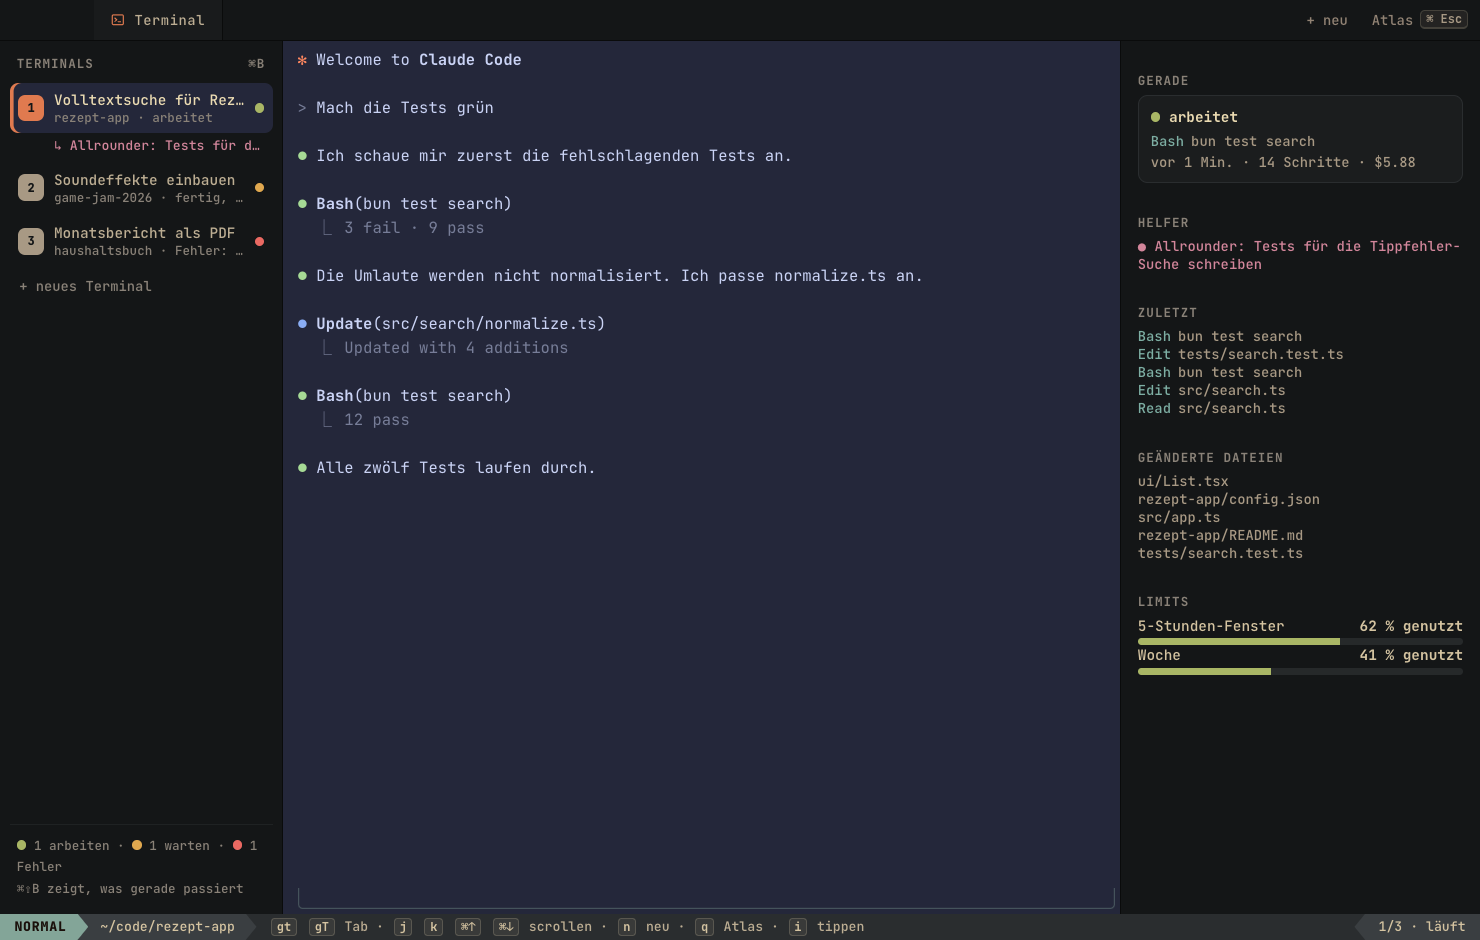 Terminal
+ neu
Atlas ⌘ Esc
TERMINALS ⌘B
1 Volltextsuche für Rez…
rezept-app · arbeitet
↳ Allrounder: Tests für d…
2 Soundeffekte einbauen
game-jam-2026 · fertig, …
3 Monatsbericht als PDF
haushaltsbuch · Fehler: …
+ neues Terminal
1 arbeiten · 1 warten · 1
Fehler
⌘⇧B zeigt, was gerade passiert
✻ Welcome to Claude Code
> Mach die Tests grün
● Ich schaue mir zuerst die fehlschlagenden Tests an.
● Bash(bun test search)
⎿ 3 fail · 9 pass
● Die Umlaute werden nicht normalisiert. Ich passe normalize.ts an.
● Update(src/search/normalize.ts)
⎿ Updated with 4 additions
● Bash(bun test search)
⎿ 12 pass
● Alle zwölf Tests laufen durch.
GERADE
arbeitet
Bash bun test search
vor 1 Min. · 14 Schritte · $5.88
HELFER
● Allrounder: Tests für die Tippfehler-
Suche schreiben
ZULETZT
Bash bun test search
Edit tests/search.test.ts
Bash bun test search
Edit src/search.ts
Read src/search.ts
GEÄNDERTE DATEIEN
ui/List.tsx
rezept-app/config.json
src/app.ts
rezept-app/README.md
tests/search.test.ts
LIMITS
5-Stunden-Fenster 62 % genutzt
Woche 41 % genutzt
NORMAL ~/code/rezept-app gt gT Tab · j k ⌘↑ ⌘↓ scrollen · n neu · q Atlas · i tippen 1/3 · läuft